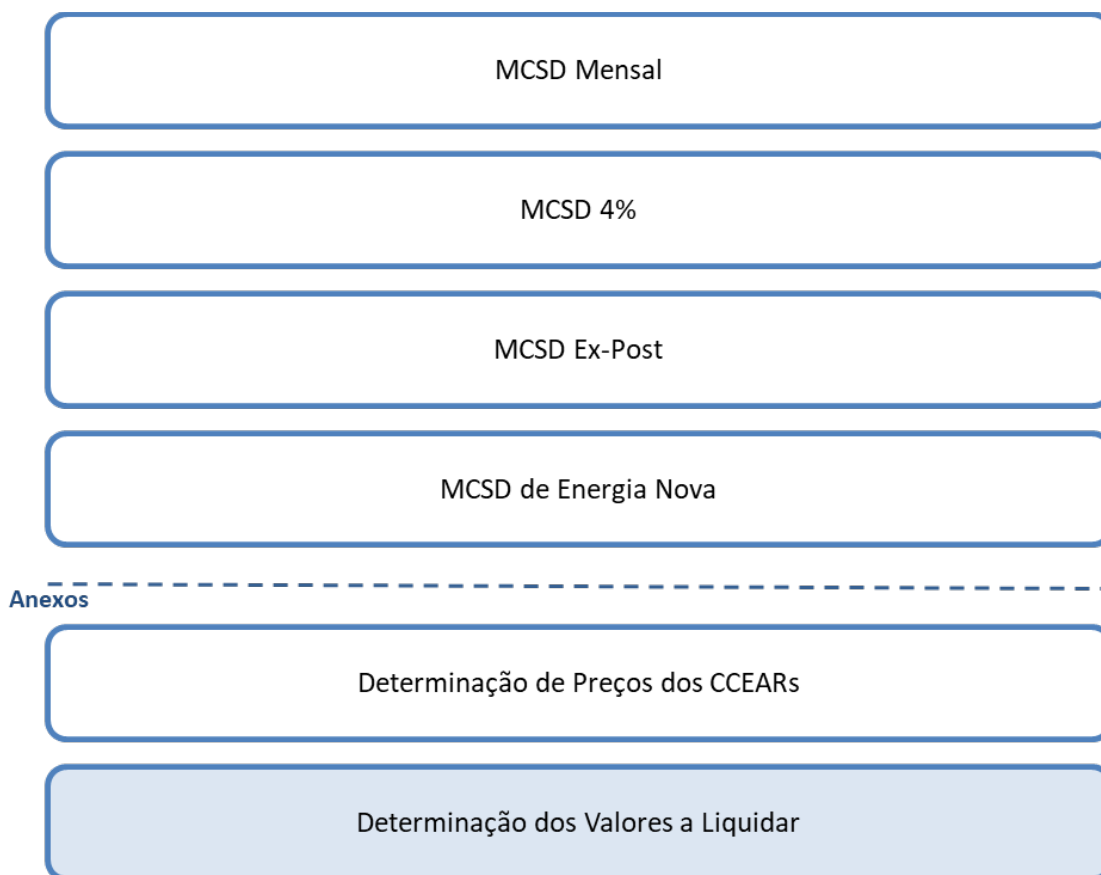 MCSD Mensal
MCSD 4%
MCSD Ex-Post
MCSD de Energia Nova
Anexos
Determinação de Preços dos CCEARs
Determinação dos Valores a Liquidar